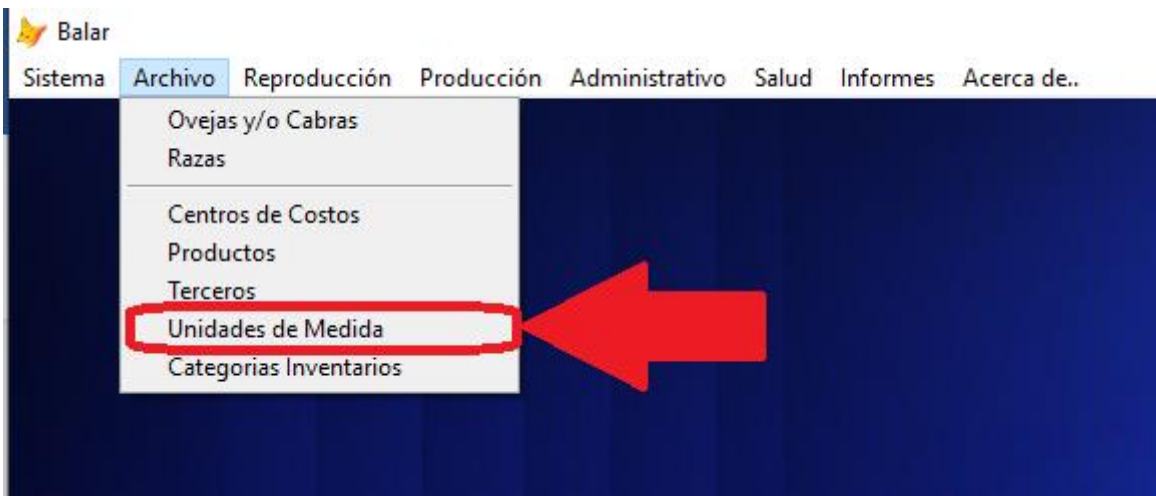 Balar
Sistema Archivo Reproducción Producción Administrativo Salud Informes Acerca de..
Ovejas y/o Cabras
Razas
Centros de Costos
Productos
Terceros
Unidades de Medida
Categorias Inventarios